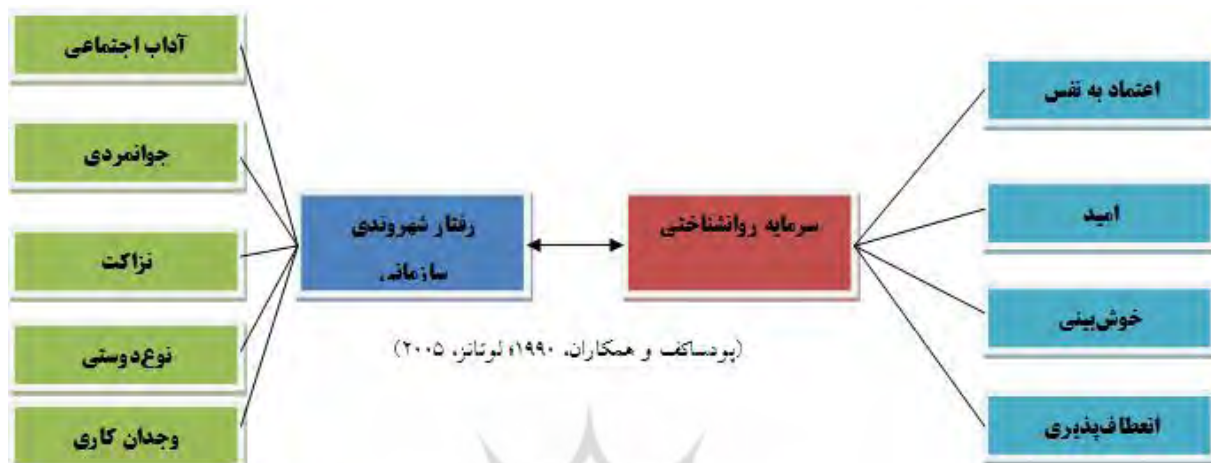 اعتماد به نفس
امید
خوش‌بینی
انعطاف‌پذیری
سرمایه روانشناختی
رفتار شهروندی
سازمانی
آداب اجتماعی
جوانمردی
نزاکت
نوع‌دوستی
وجدان کاری
(پودساکف و همکاران، ۱۹۹۰؛ لوتانز، ۲۰۰۵)